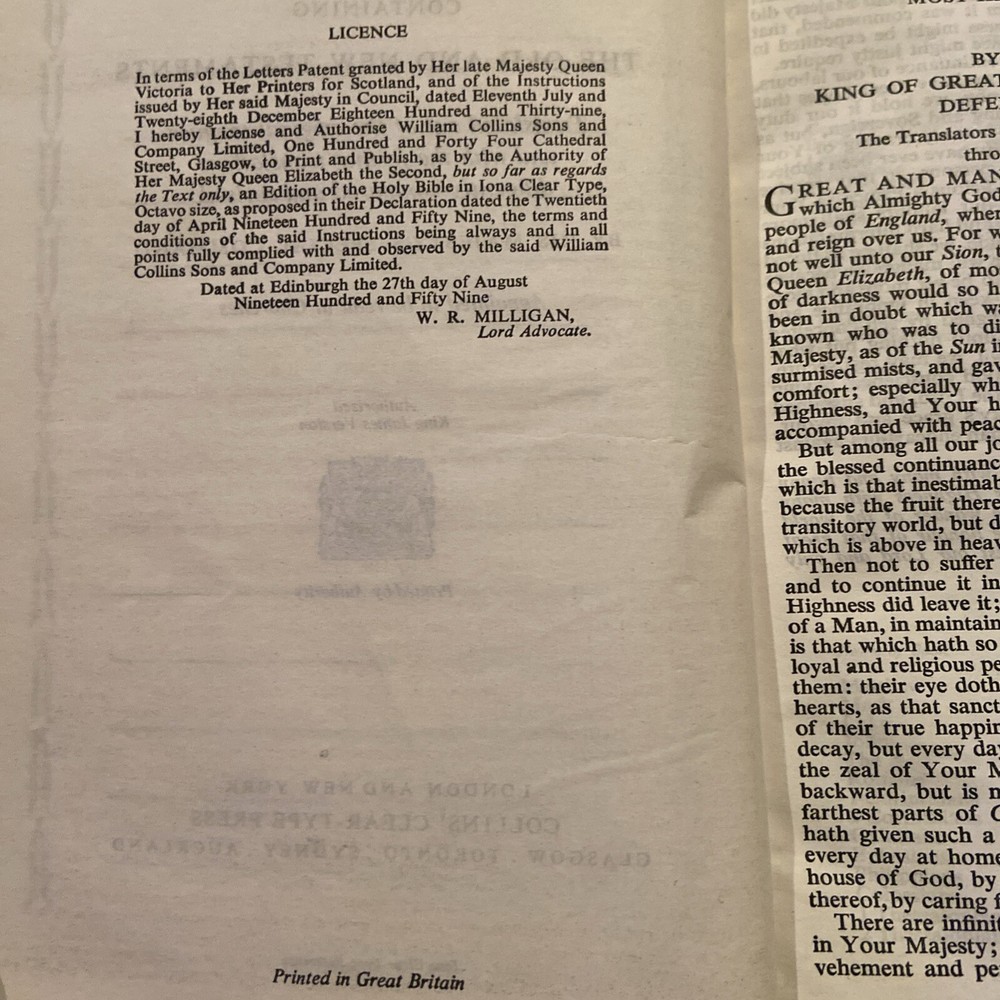 LICENCE
In terms of the Letters Patent granted by Her late Majesty Queen
Victoria to Her Printers for Scotland, and of the Instructions
issued by Her said Majesty in Council, dated Eleventh July and
Twenty-eighth December Eighteen Hundred and Thirty-nine,
I hereby License and Authorise William Collins Sons and
Company Limited, One Hundred and Forty Four Cathedral
Street, Glasgow, to Print and Publish, as by the Authority of
Her Majesty Queen Elizabeth the Second, but so far as regards
the Text only, an Edition of the Holy Bible in Iona Clear Type,
Octavo size, as proposed in their Declaration dated the Twentieth
day of April Nineteen Hundred and Fifty Nine, the terms and
conditions of the said Instructions being always and in all
points fully complied with and observed by the said William
Collins Sons and Company Limited.
Dated at Edinburgh the 27th day of August
Nineteen Hundred and Fifty Nine
W. R. MILLIGAN,
Lord Advocate.
LONDON AND NEW YORK
COLLINS' CLEAR-TYPE PRESS
GLASGOW . TORONTO . SYDNEY . AUCKLAND
Printed in Great Britain
BY
KING OF GREAT
DEFE
The Translators
thro
GREAT AND MAN
which Almighty God
people of England, when
and reign over us. For w
not well unto our Sion, t
Queen Elizabeth, of mo
of darkness would so h
been in doubt which wa
known who was to di
Majesty, as of the Sun i
surmised mists, and gav
comfort; especially wh
Highness, and Your h
accompanied with peac
But among all our jo
the blessed continuanc
which is that inestimab
because the fruit there
transitory world, but d
which is above in heav
Then not to suffer
and to continue it in
Highness did leave it;
of a Man, in maintain
is that which hath so
loyal and religious pe
them: their eye doth
hearts, as that sanct
of their true happin
decay, but every day
the zeal of Your M
backward, but is n
farthest parts of C
hath given such a
every day at home
house of God, by
thereof, by caring f
There are infinit
in Your Majesty;
vehement and pe